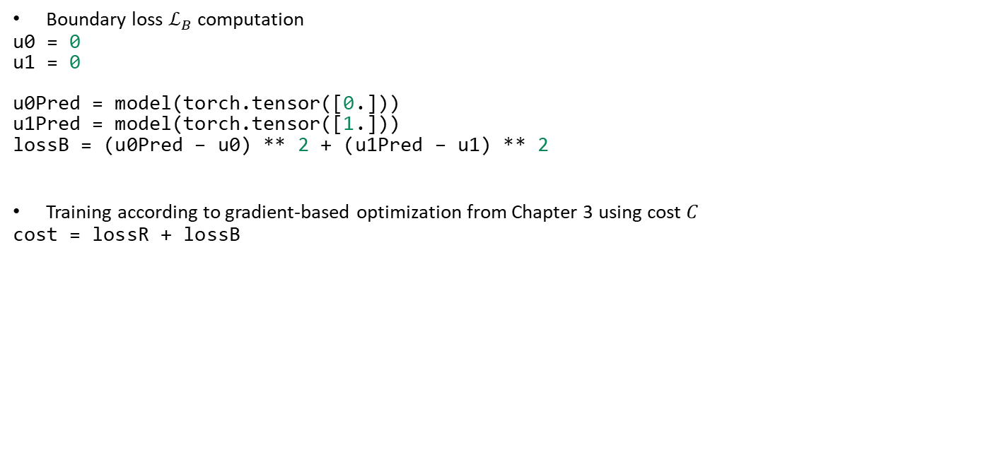 • Boundary loss ℒ_B computation
u0 = 0
u1 = 0
u0Pred = model(torch.tensor([0.]))
u1Pred = model(torch.tensor([1.]))
lossB = (u0Pred – u0) ** 2 + (u1Pred – u1) ** 2
• Training according to gradient-based optimization from Chapter 3 using cost C
cost = lossR + lossB